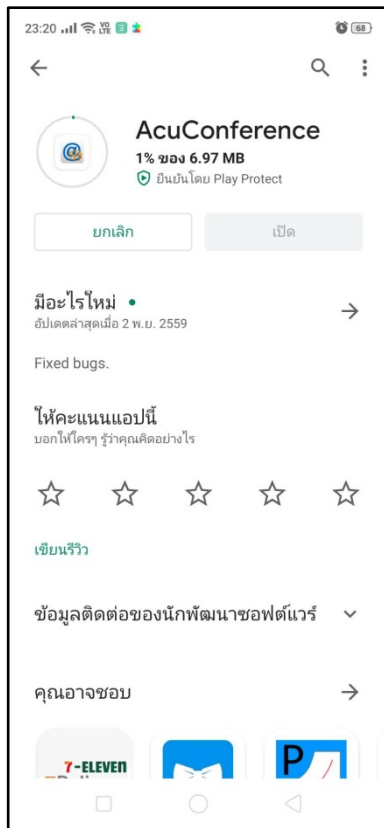 23:20 VO LTE 68
AcuConference
1% ของ 6.97 MB
ยืนยันโดย Play Protect
ยกเลิก เปิด
มีอะไรใหม่ •
อัปเดตล่าสุดเมื่อ 2 พ.ย. 2559
Fixed bugs.
ให้คะแนนแอปนี้
บอกให้ใครๆ รู้ว่าคุณคิดอย่างไร
เขียนรีวิว
ข้อมูลติดต่อของนักพัฒนาซอฟต์แวร์
คุณอาจชอบ
7-ELEVEN P